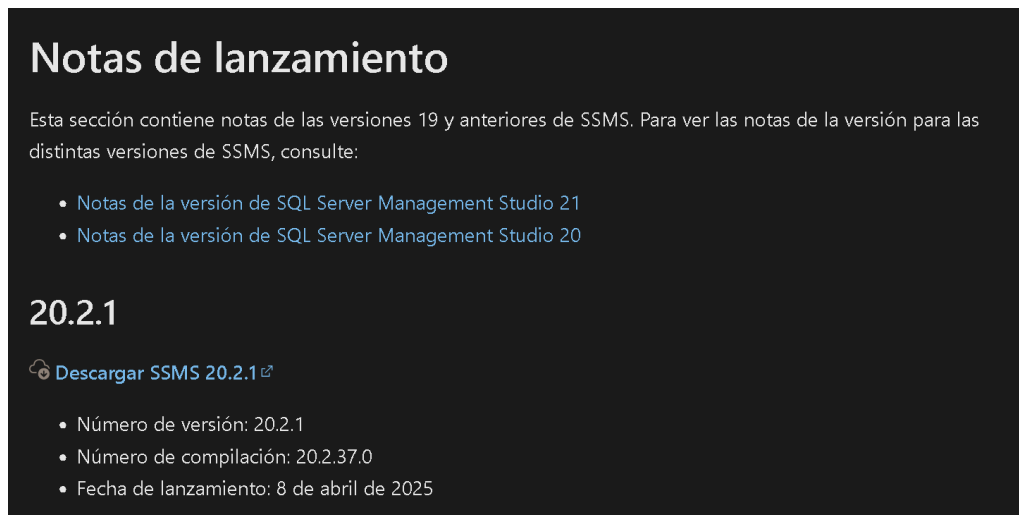 Notas de lanzamiento
Esta sección contiene notas de las versiones 19 y anteriores de SSMS. Para ver las notas de la versión para las
distintas versiones de SSMS, consulte:
• Notas de la versión de SQL Server Management Studio 21
• Notas de la versión de SQL Server Management Studio 20
20.2.1
Descargar SSMS 20.2.1
• Número de versión: 20.2.1
• Número de compilación: 20.2.37.0
• Fecha de lanzamiento: 8 de abril de 2025